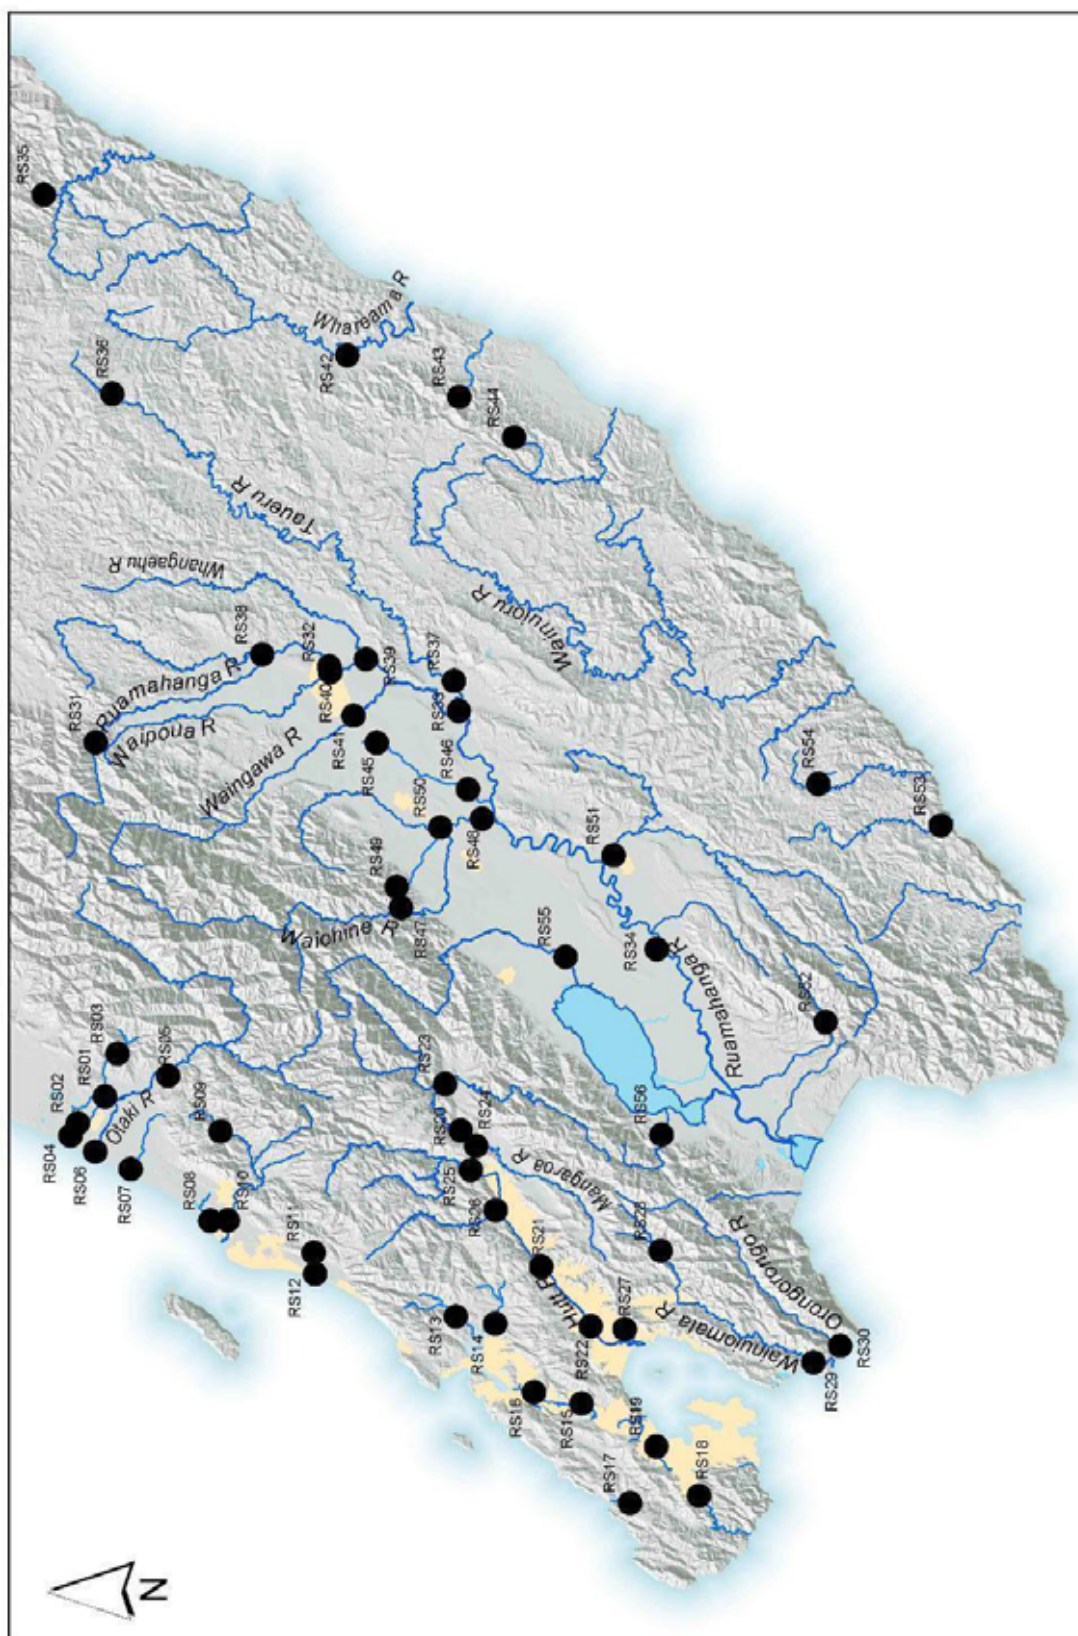 RS35
RS36
RS42
Whareama R
RS43
RS44
Taueru R
Whangaehu R
RS38
RS32
RS39
RS40
RS41
RS37
RS33
RS31
Ruamahanga R
Waipoua R
Waingawa R
RS45
RS46
RS50
RS48
RS49
RS47
Waiohine R
Wainuioru R
RS54
RS53
RS51
RS55
RS34
Ruamahanga R
RS52
RS56
RS03
RS01
RS02
RS04
RS05
RS06
Otaki R
RS07
RS09
RS08
RS10
RS11
RS12
RS23
RS20
RS24
RS25
RS26
Mangaroa R
RS21
RS28
Hutt R
RS27
RS22
RS13
RS14
RS16
RS15
RS19
RS17
RS18
Orongorongo R
Wainuiomata R
RS29
RS30
N